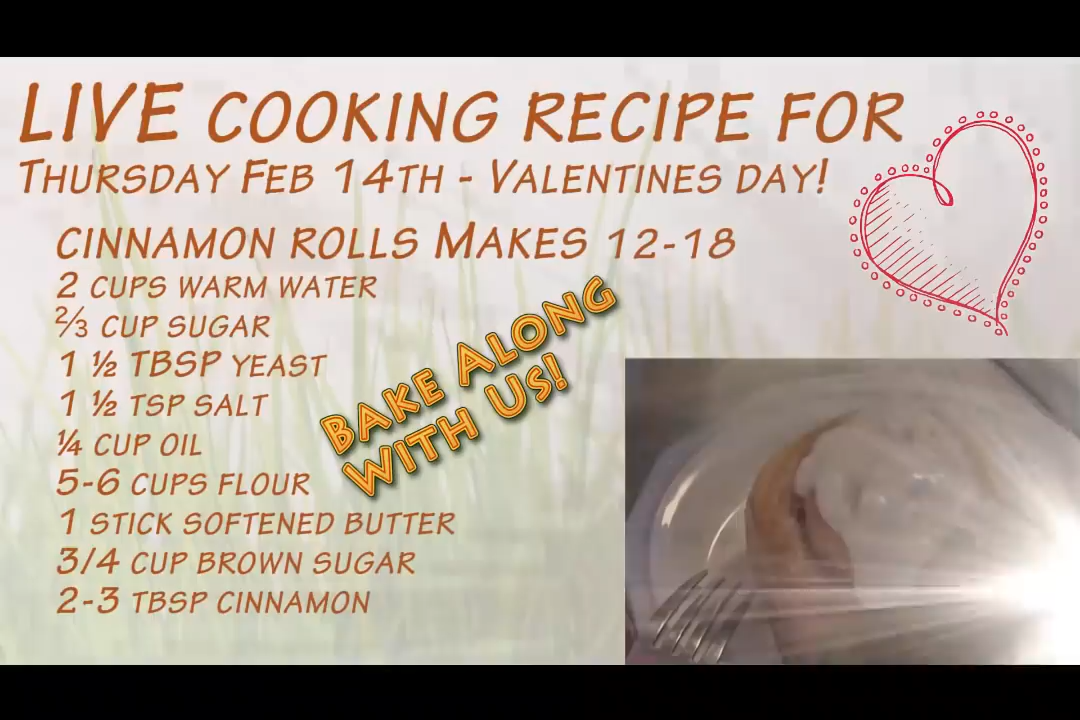 LIVE COOKING RECIPE FOR
THURSDAY FEB 14TH - VALENTINES DAY!
CINNAMON ROLLS MAKES 12-18
2 CUPS WARM WATER
⅔ CUP SUGAR
1 ½ TBSP YEAST
1 ½ TSP SALT
¼ CUP OIL
5-6 CUPS FLOUR
1 STICK SOFTENED BUTTER
3/4 CUP BROWN SUGAR
2-3 TBSP CINNAMON
BAKE ALONG
WITH US!